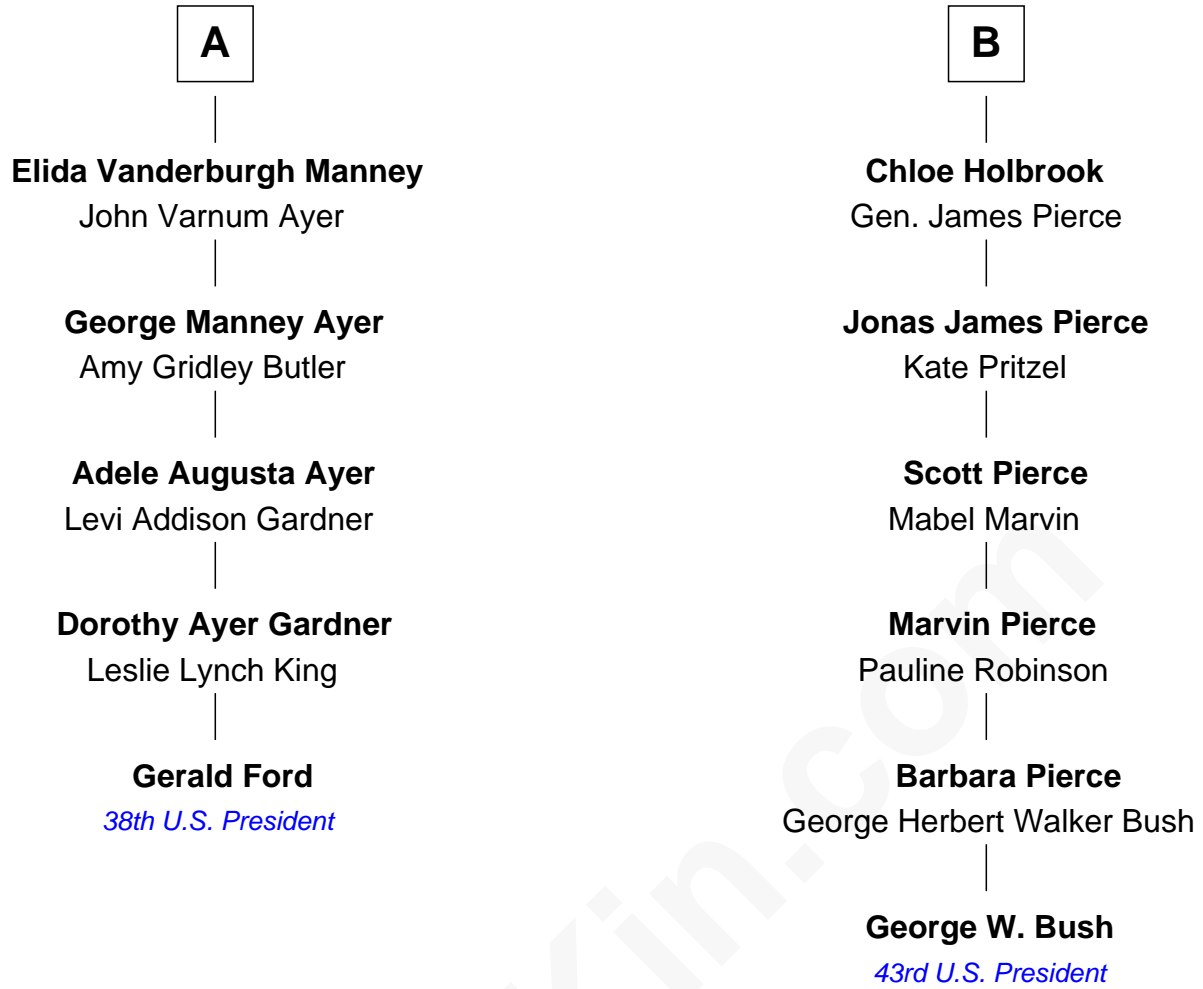 A
Elida Vanderburgh Manney
John Varnum Ayer
George Manney Ayer
Amy Gridley Butler
Adele Augusta Ayer
Levi Addison Gardner
Dorothy Ayer Gardner
Leslie Lynch King
Gerald Ford
38th U.S. President
B
Chloe Holbrook
Gen. James Pierce
Jonas James Pierce
Kate Pritzel
Scott Pierce
Mabel Marvin
Marvin Pierce
Pauline Robinson
Barbara Pierce
George Herbert Walker Bush
George W. Bush
43rd U.S. President